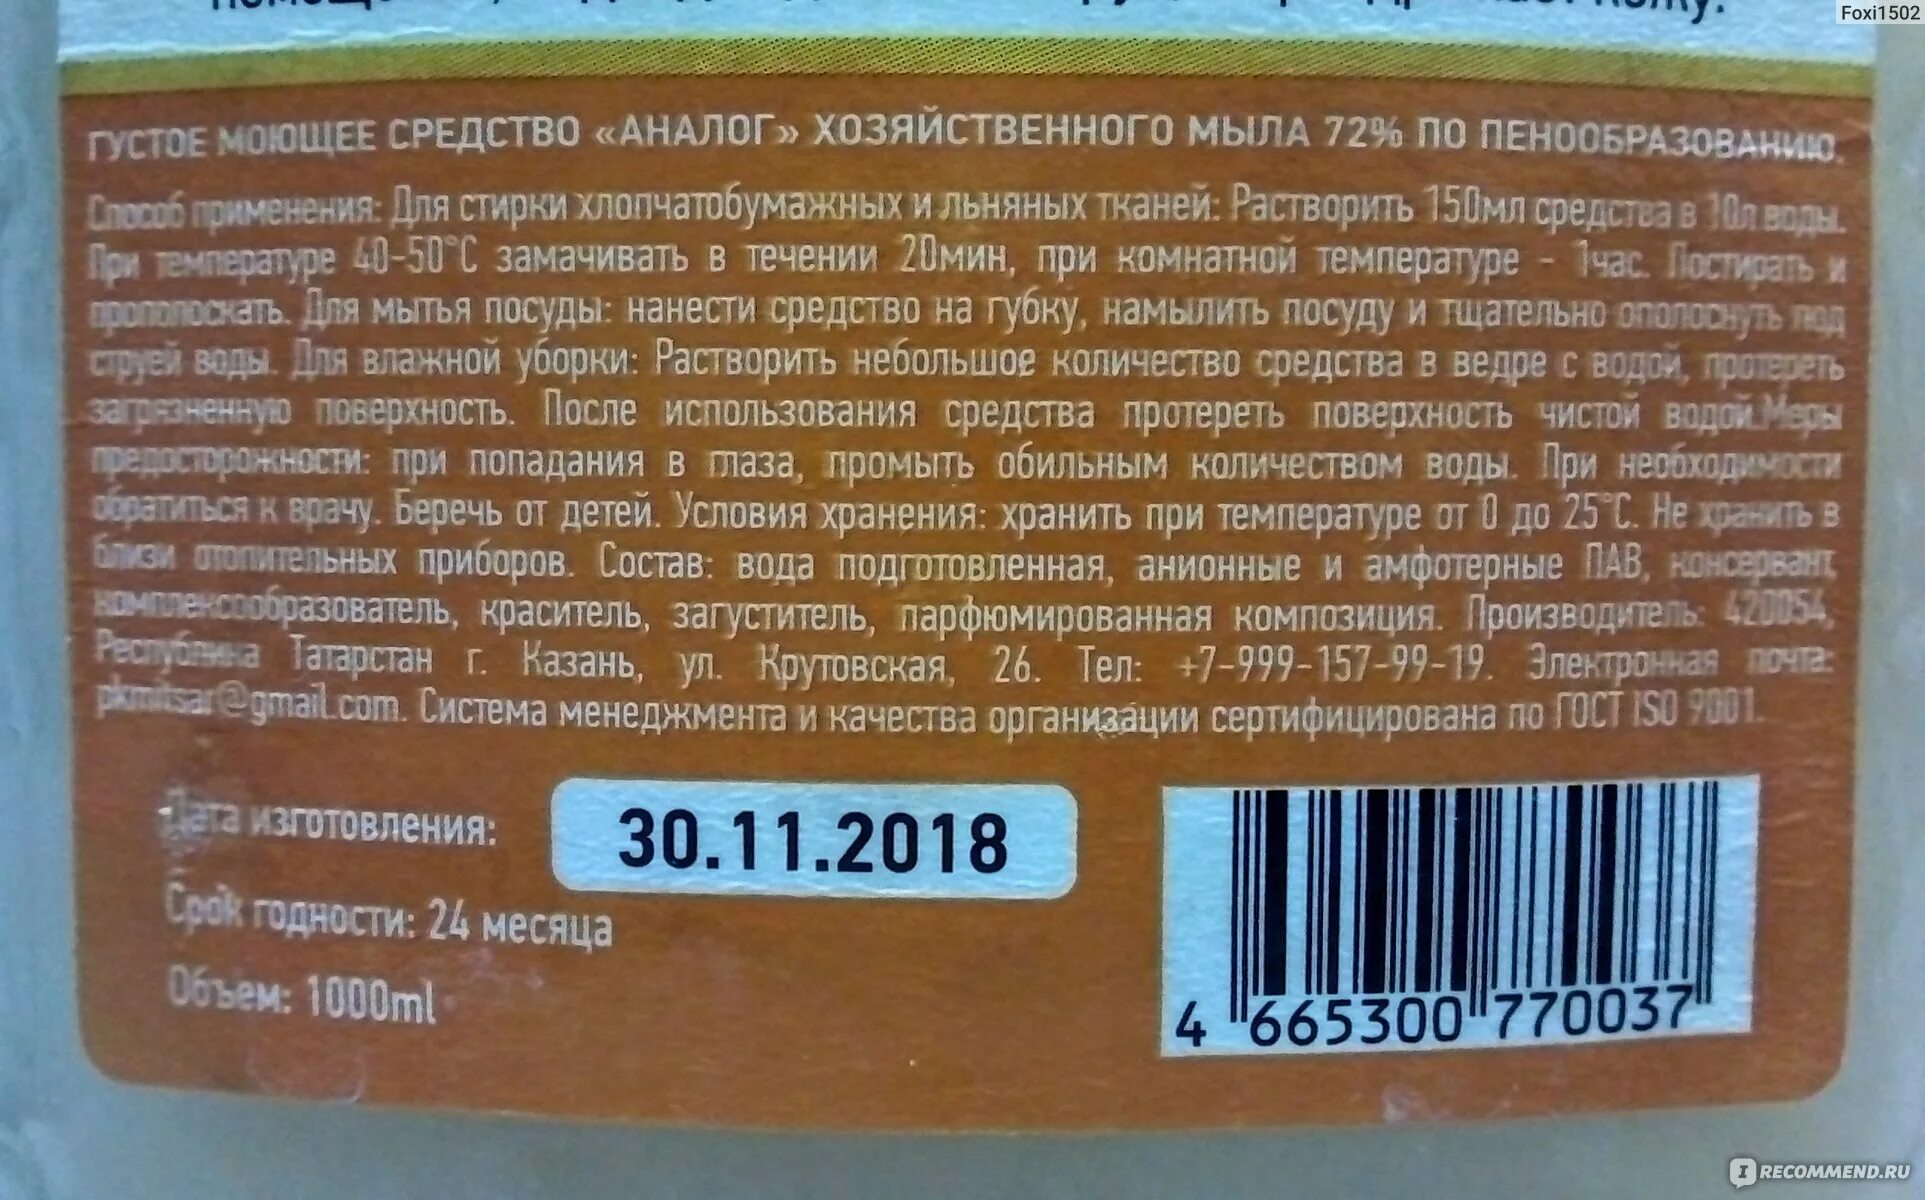 Foxi1502
ГУСТОЕ МОЮЩЕЕ СРЕДСТВО «АНАЛОГ» ХОЗЯЙСТВЕННОГО МЫЛА 72% ПО ПЕНООБРАЗОВАНИЮ.
Способ применения: Для стирки хлопчатобумажных и льняных тканей: Растворить 150мл средства в 10л воды.
При температуре 40-50°С замачивать в течении 20мин, при комнатной температуре - 1час. Постирать и
прополоскать. Для мытья посуды: нанести средство на губку, намылить посуду и тщательно ополоснуть под
струей воды. Для влажной уборки: Растворить небольшое количество средства в ведре с водой, протереть
загрязненную поверхность. После использования средства протереть поверхность чистой водой.Меры
предосторожности: при попадания в глаза, промыть обильным количеством воды. При необходимости
обратиться к врачу. Беречь от детей. Условия хранения: хранить при температуре от 0 до 25°С. Не хранить в
близи отопительных приборов. Состав: вода подготовленная, анионные и амфотерные ПАВ, консервант,
комплексообразователь, краситель, загуститель, парфюмированная композиция. Производитель: 420054,
Республика Татарстан г. Казань, ул. Крутовская, 26. Тел: +7-999-157-99-19. Электронная почта:
pkmitsar@gmail.com. Система менеджмента и качества организации сертифицирована по ГОСТ ISO 9001.
Дата изготовления: 30.11.2018
Срок годности: 24 месяца
Объем: 1000ml
4 665300 770037
IRECOMMEND.RU